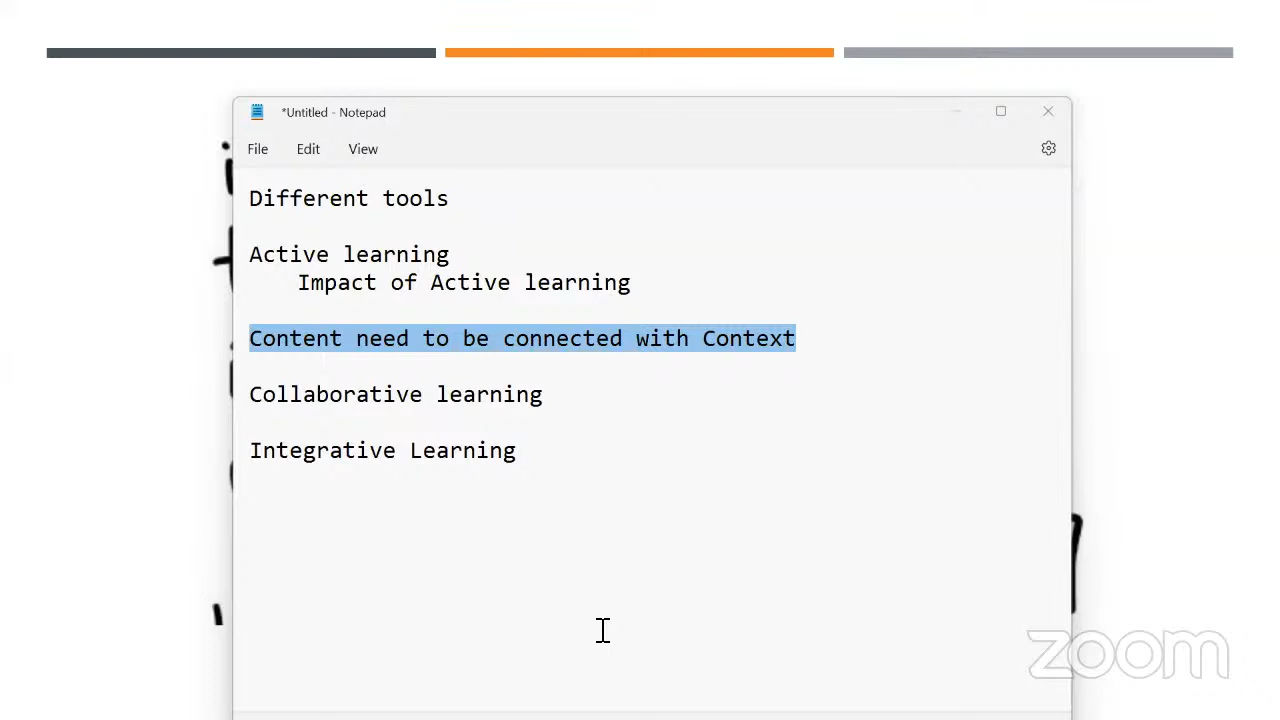 *Untitled - Notepad
File Edit View
Different tools
Active learning
Impact of Active learning
Content need to be connected with Context
Collaborative learning
Integrative Learning
zoom